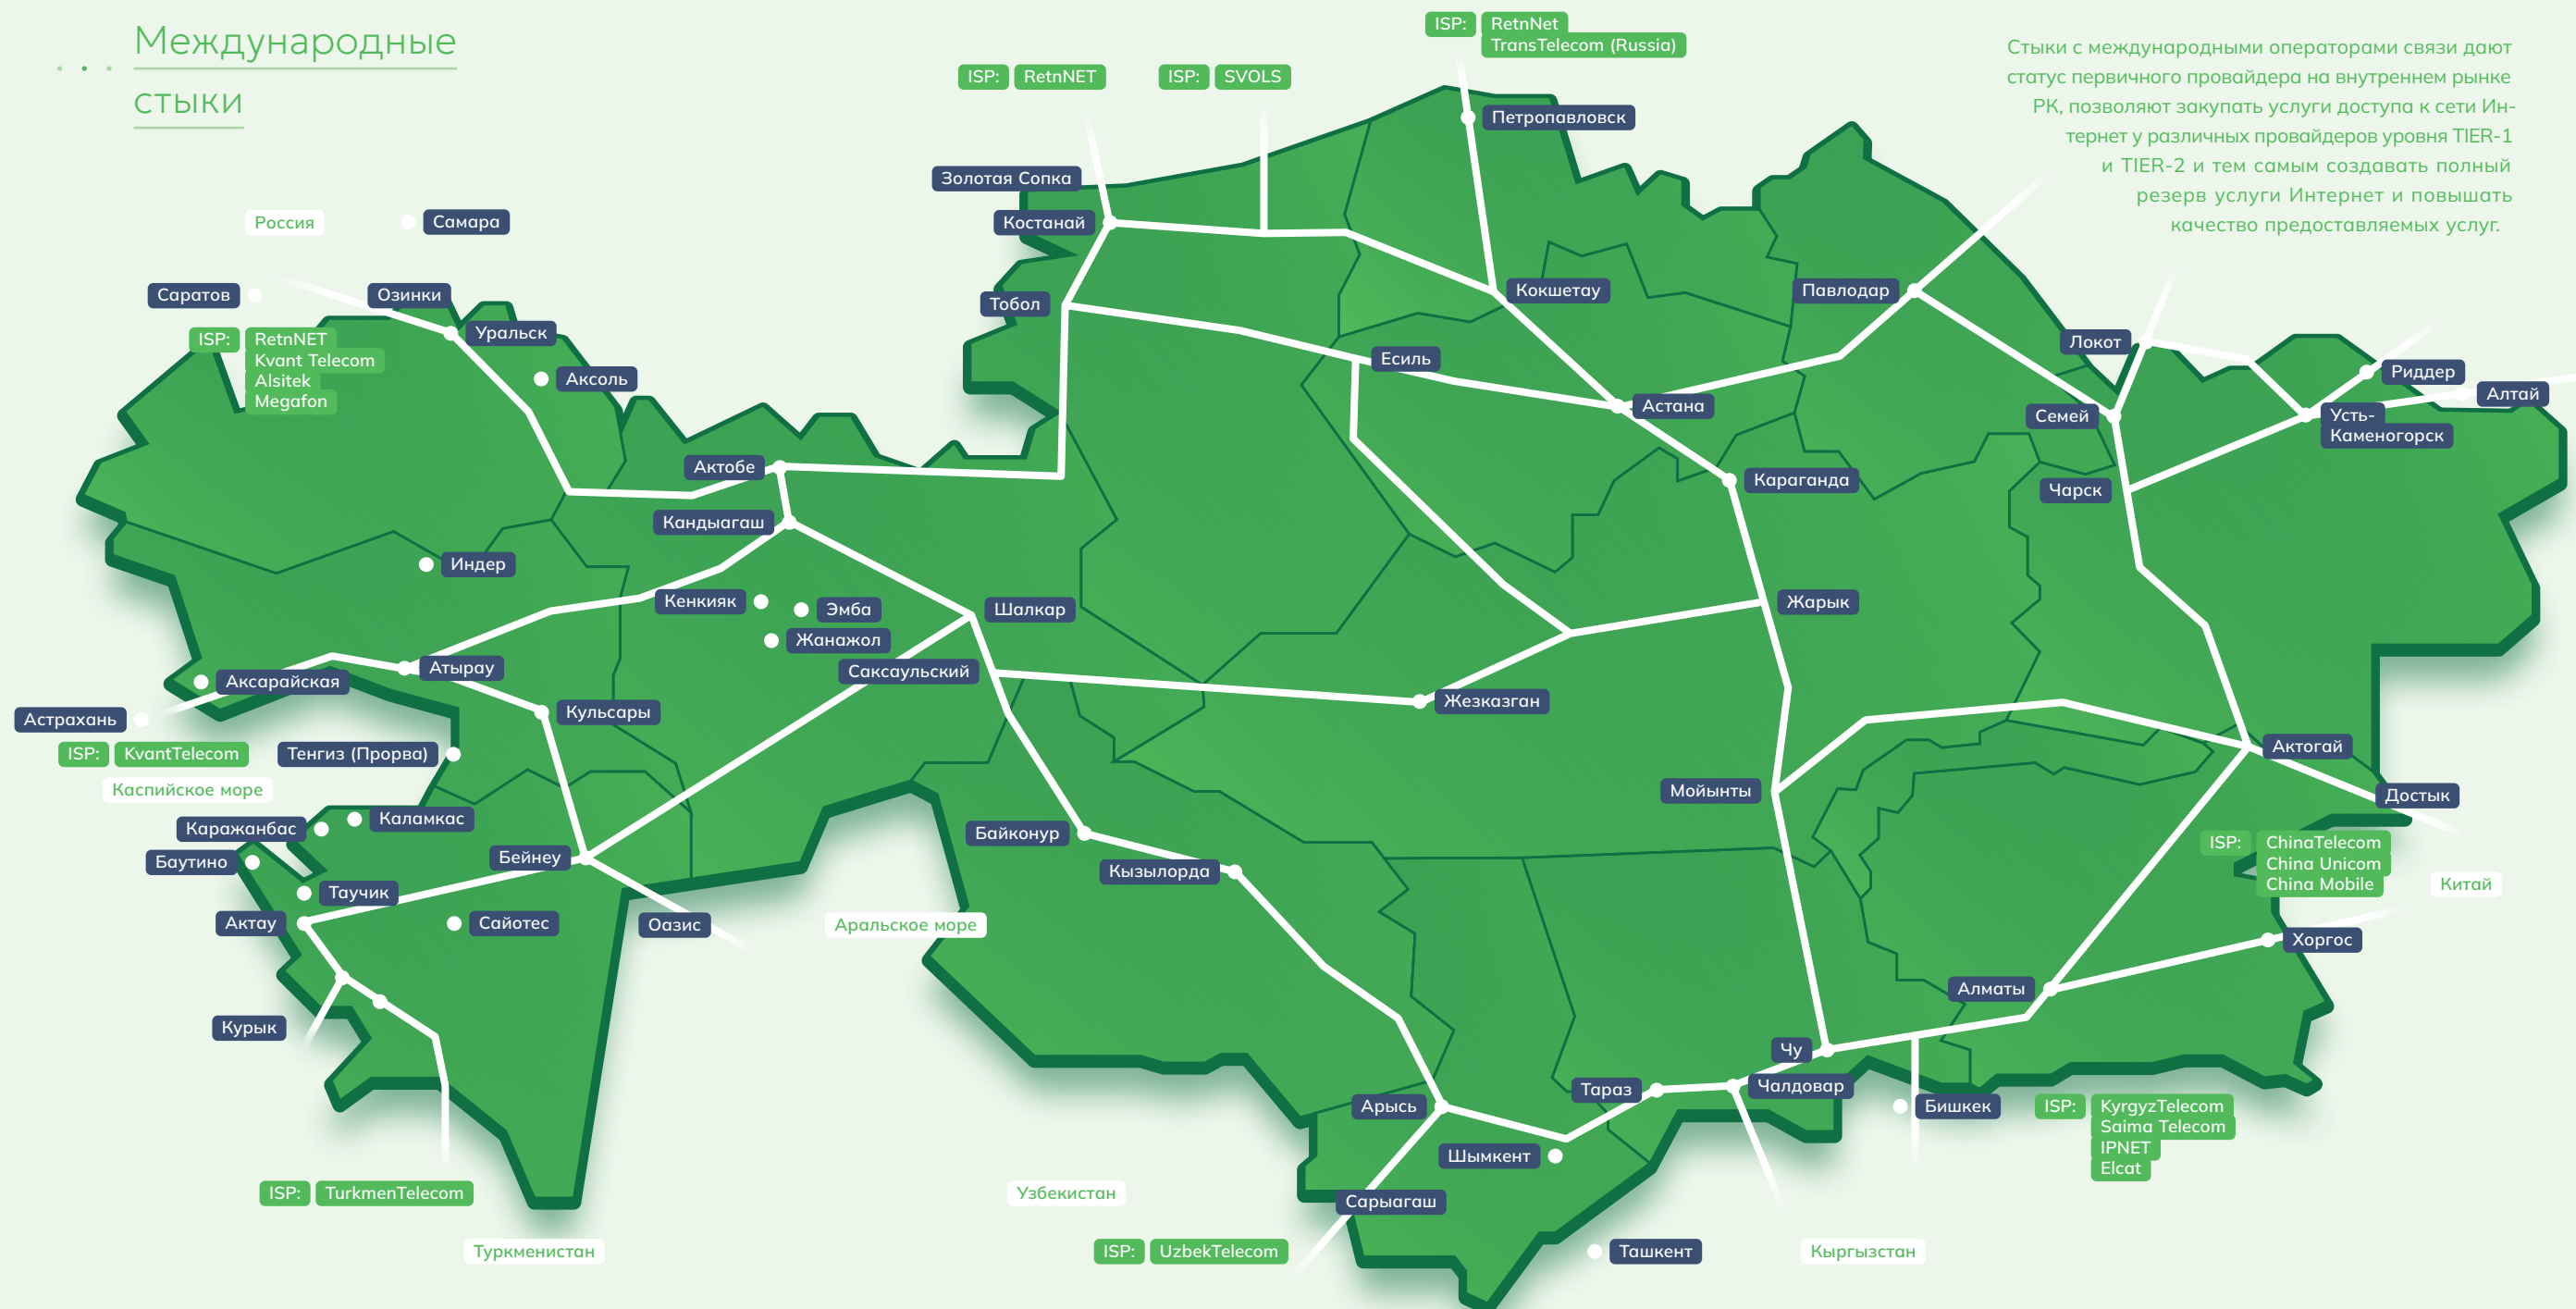 Международные
стыки
Стыки с международными операторами связи дают
статус первичного провайдера на внутреннем рынке
РК, позволяют закупать услуги доступа к сети Ин-
тернет у различных провайдеров уровня TIER-1
и TIER-2 и тем самым создавать полный
резерв услуги Интернет и повышать
качество предоставляемых услуг.
ISP: RetnNet
TransTelecom (Russia)
ISP: RetnNET
ISP: SVOLS
Петропавловск
Золотая Сопка
Костанай
Россия
Самара
Саратов
Озинки
Тобол
Кокшетау
Павлодар
Уральск
ISP: RetnNET
Kvant Telecom
Alsitek
Megafon
Локот
Есиль
Риддер
Аксоль
Алтай
Астана
Семей
Усть-
Каменогорск
Актобе
Караганда
Чарск
Кандыагаш
Индер
Кенкияк
Эмба
Шалкар
Жарык
Жанажол
Атырау
Саксаульский
Аксарайская
Жезказган
Астрахань
Кульсары
ISP: KvantTelecom
Тенгиз (Прорва)
Актогай
Каспийское море
Мойынты
Достык
Каламкас
Каражанбас
Байконур
ISP: ChinaTelecom
China Unicom
China Mobile
Баутино
Бейнеу
Кызылорда
Китай
Таучик
Актау
Сайотес
Оазис
Аральское море
Хоргос
Алматы
Курык
Чу
Чалдовар
Тараз
Арысь
Бишкек
ISP: KyrgyzTelecom
Saima Telecom
IPNET
Elcat
Шымкент
ISP: TurkmenTelecom
Узбекистан
Сарыагаш
Туркменистан
ISP: UzbekTelecom
Ташкент
Кыргызстан